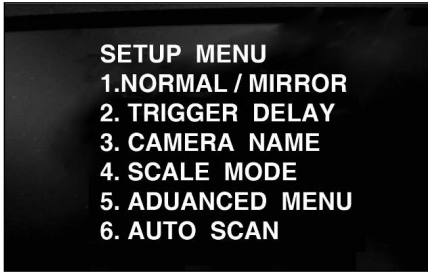 SETUP MENU
1.NORMAL / MIRROR
2. TRIGGER DELAY
3. CAMERA NAME
4. SCALE MODE
5. ADUANCED MENU
6. AUTO SCAN